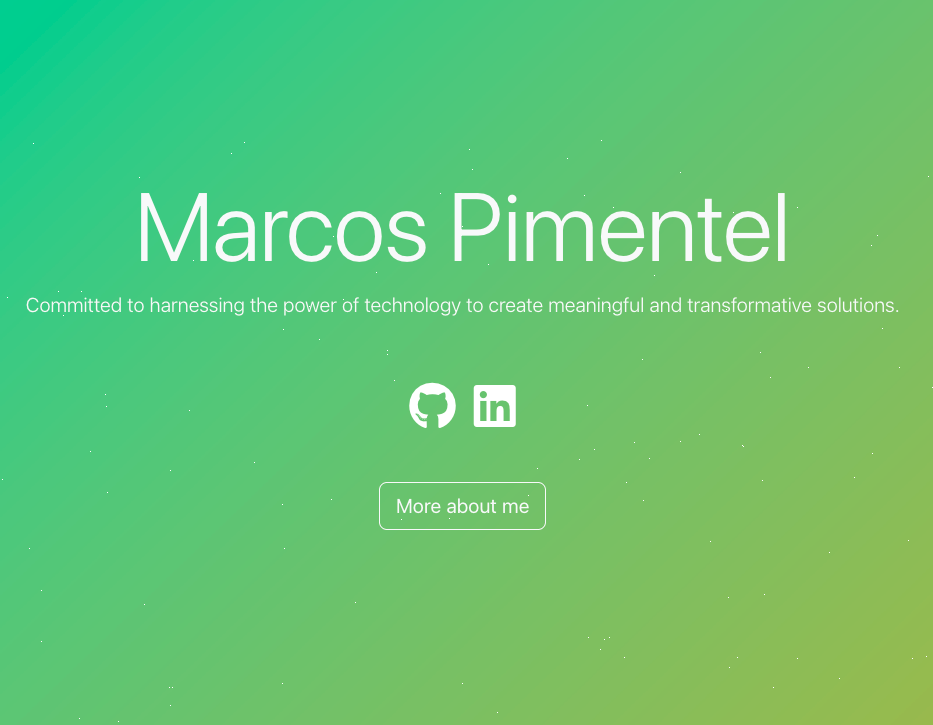 Marcos Pimentel
Committed to harnessing the power of technology to create meaningful and transformative solutions.
in
More about me